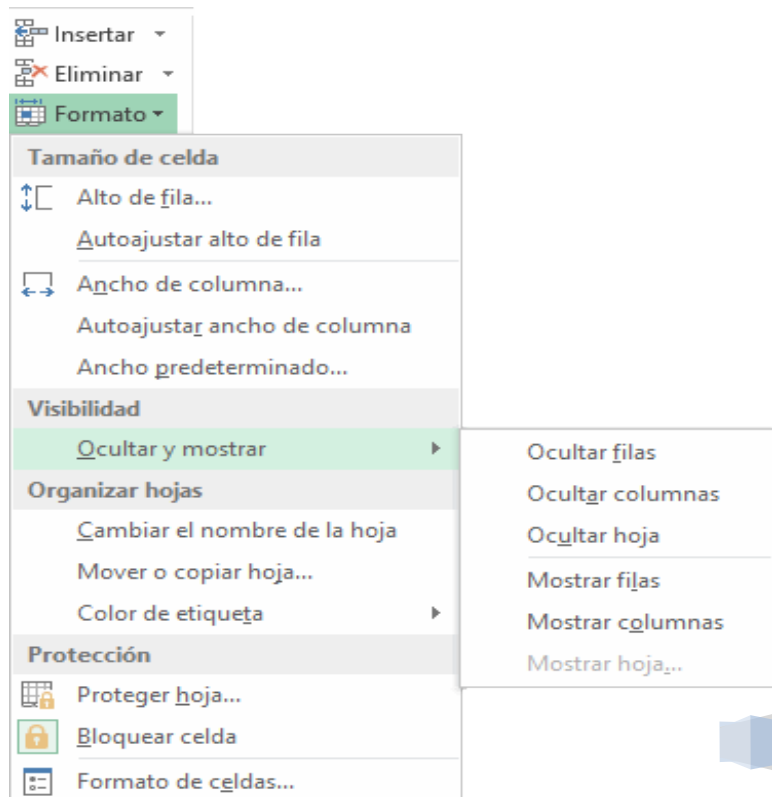 Insertar
Eliminar
Formato
Tamaño de celda
Alto de fila...
Autoajustar alto de fila
Ancho de columna...
Autoajustar ancho de columna
Ancho predeterminado...
Visibilidad
Ocultar y mostrar
Ocultar filas
Ocultar columnas
Ocultar hoja
Mostrar filas
Mostrar columnas
Mostrar hoja...
Organizar hojas
Cambiar el nombre de la hoja
Mover o copiar hoja...
Color de etiqueta
Protección
Proteger hoja...
Bloquear celda
Formato de celdas...